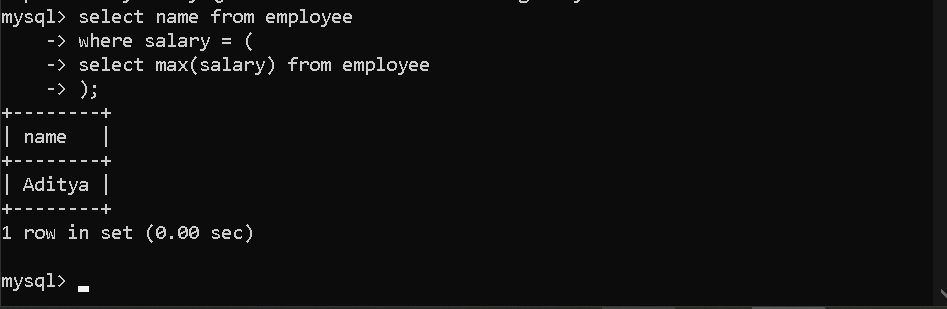 mysql> select name from employee
    -> where salary = (
    -> select max(salary) from employee
    -> );
+--------+
| name   |
+--------+
| Aditya |
+--------+
1 row in set (0.00 sec)
mysql>